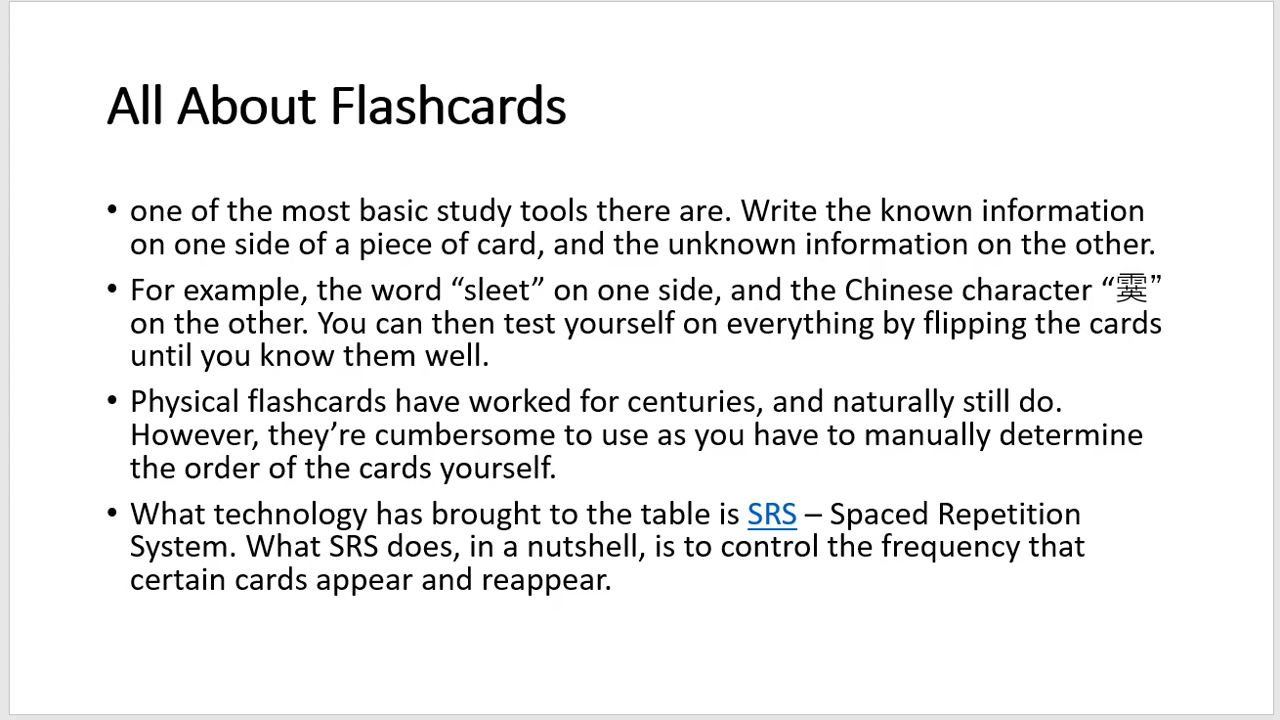 All About Flashcards
• one of the most basic study tools there are. Write the known information
on one side of a piece of card, and the unknown information on the other.
• For example, the word “sleet” on one side, and the Chinese character “霙”
on the other. You can then test yourself on everything by flipping the cards
until you know them well.
• Physical flashcards have worked for centuries, and naturally still do.
However, they’re cumbersome to use as you have to manually determine
the order of the cards yourself.
• What technology has brought to the table is SRS – Spaced Repetition
System. What SRS does, in a nutshell, is to control the frequency that
certain cards appear and reappear.